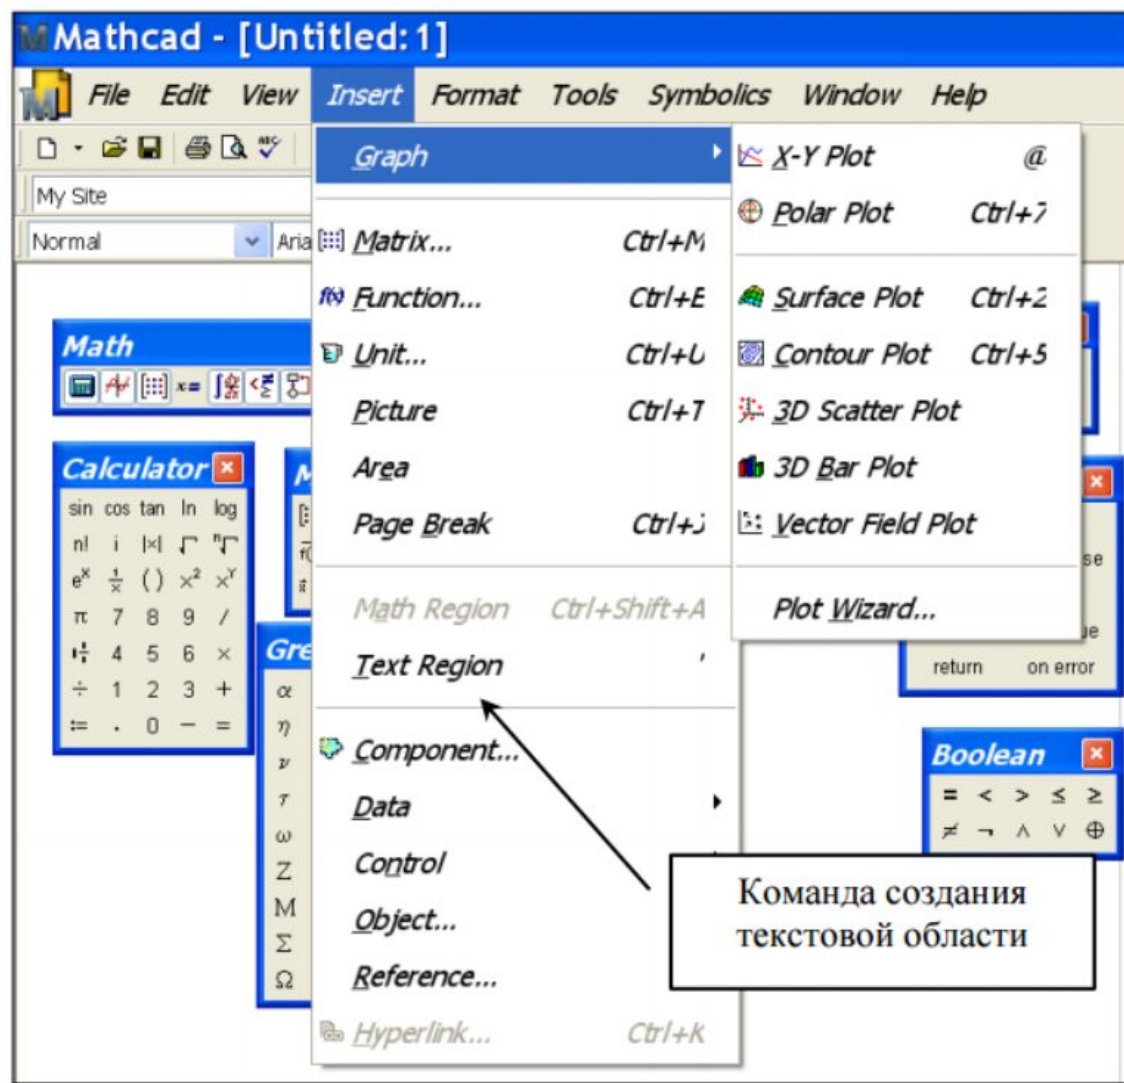 Mathcad - [Untitled:1]
File Edit View Insert Format Tools Symbolics Window Help
My Site
Normal Aria
Graph
Matrix... Ctrl+M
Function... Ctrl+E
Unit... Ctrl+U
Picture Ctrl+T
Area
Page Break Ctrl+J
Math Region Ctrl+Shift+A
Text Region '
Component...
Data
Control
Object...
Reference...
Hyperlink... Ctrl+K
X-Y Plot @
Polar Plot Ctrl+7
Surface Plot Ctrl+2
Contour Plot Ctrl+5
3D Scatter Plot
3D Bar Plot
Vector Field Plot
Plot Wizard...
Math
Calculator
sin cos tan ln log
n! i |×| √ ⁿ√
eˣ 1/x ( ) ×² ×ʸ
π 7 8 9 /
4 5 6 ×
÷ 1 2 3 +
:= . 0 − =
Gre
α
η
ν
τ
ω
Ζ
Μ
Σ
Ω
return on error
Boolean
= < > ≤ ≥
≠ ¬ ∧ ∨ ⊕
Команда создания
текстовой области